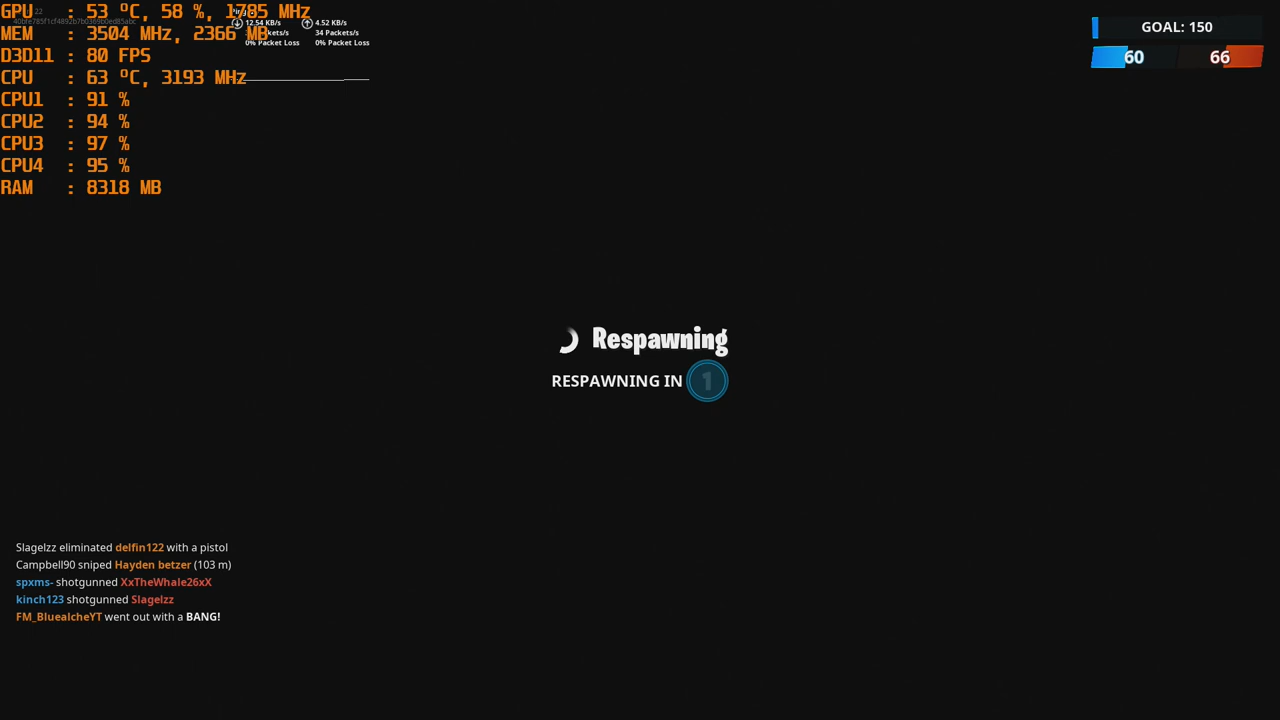 GPU : 53 ºC, 58 %, 1785 MHz
MEM : 3504 MHz, 2366 MB
D3D11 : 80 FPS
CPU : 63 ºC, 3193 MHz
CPU1 : 91 %
CPU2 : 94 %
CPU3 : 97 %
CPU4 : 95 %
RAM : 8318 MB
12.54 KB/s 4.52 KB/s
34 Packets/s
0% Packet Loss 0% Packet Loss
GOAL: 150
60 66
Respawning
RESPAWNING IN 1
Slagelzz eliminated delfin122 with a pistol
Campbell90 sniped Hayden betzer (103 m)
spxms- shotgunned XxTheWhale26xX
kinch123 shotgunned Slagelzz
FM_BluealcheYT went out with a BANG!